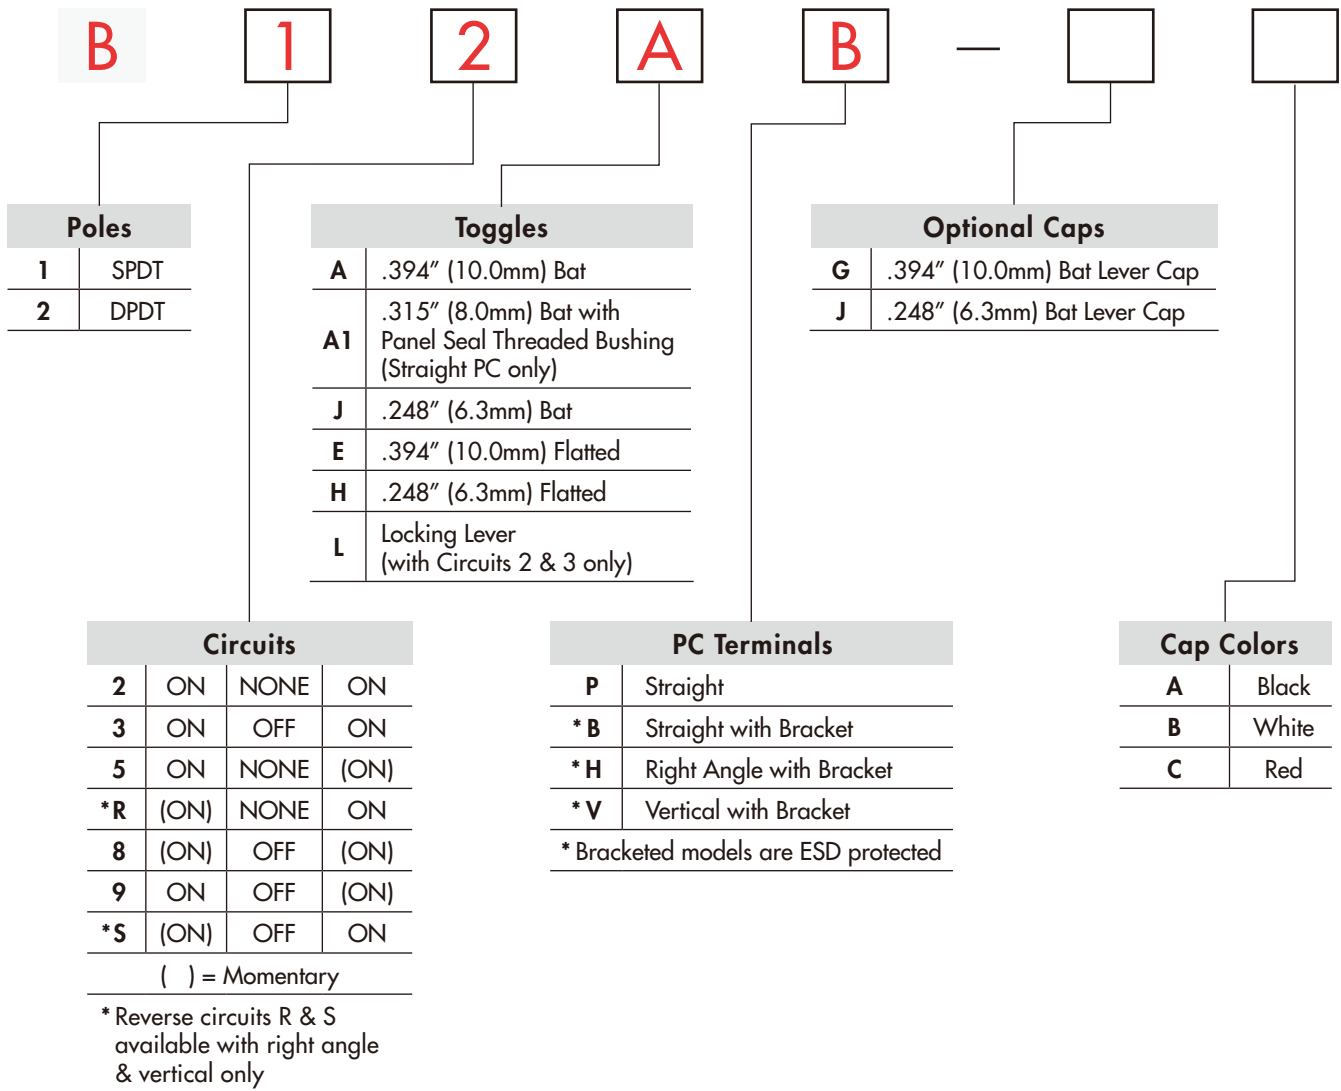 B 1 2 A B —
Poles
1 SPDT
2 DPDT
Toggles
A .394″ (10.0mm) Bat
A1 .315″ (8.0mm) Bat with
Panel Seal Threaded Bushing
(Straight PC only)
J .248″ (6.3mm) Bat
E .394″ (10.0mm) Flatted
H .248″ (6.3mm) Flatted
L Locking Lever
(with Circuits 2 & 3 only)
Optional Caps
G .394″ (10.0mm) Bat Lever Cap
J .248″ (6.3mm) Bat Lever Cap
Circuits
2 ON NONE ON
3 ON OFF ON
5 ON NONE (ON)
*R (ON) NONE ON
8 (ON) OFF (ON)
9 ON OFF (ON)
*S (ON) OFF ON
( ) = Momentary
* Reverse circuits R & S
available with right angle
& vertical only
PC Terminals
P Straight
* B Straight with Bracket
* H Right Angle with Bracket
* V Vertical with Bracket
* Bracketed models are ESD protected
Cap Colors
A Black
B White
C Red